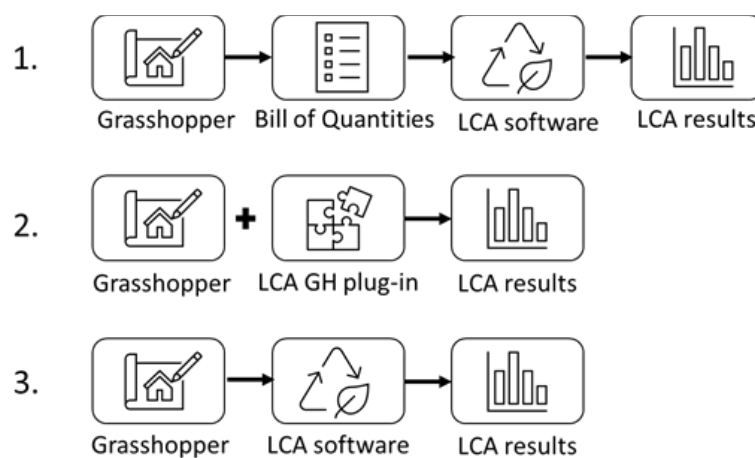 1.
Grasshopper Bill of Quantities LCA software LCA results
2.
Grasshopper LCA GH plug-in LCA results
3.
Grasshopper LCA software LCA results